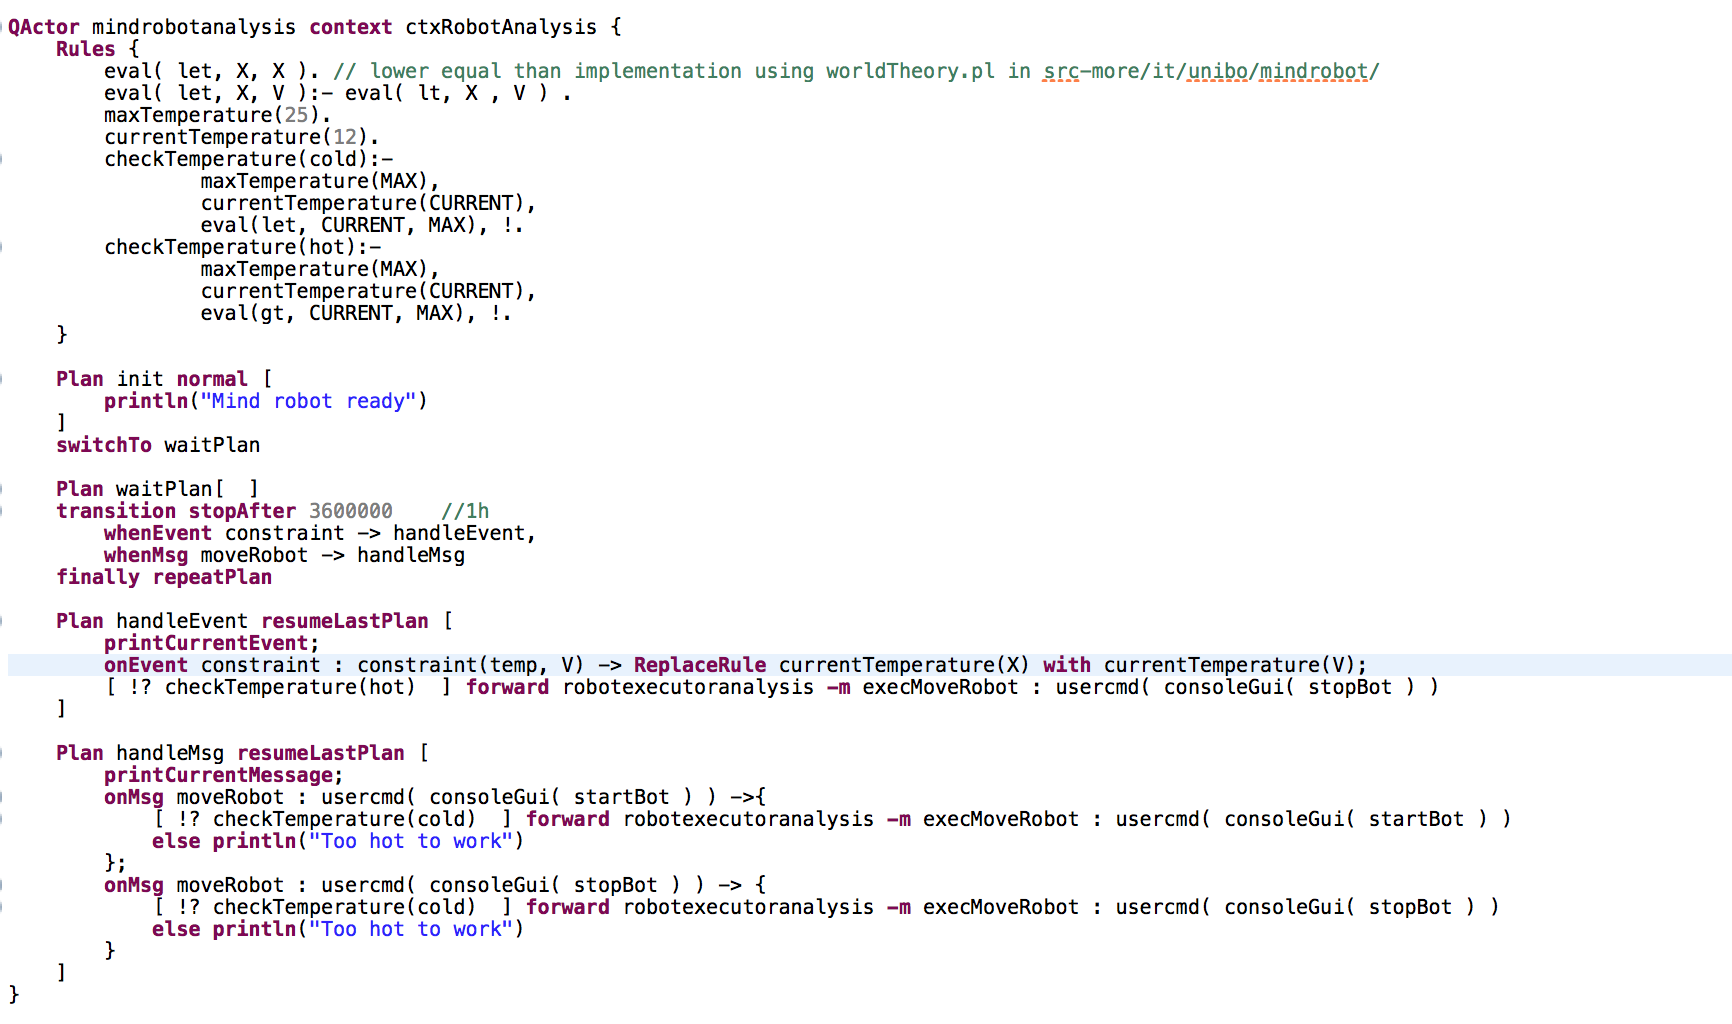 QActor mindrobotanalysis context ctxRobotAnalysis {
    Rules {
        eval( let, X, X ). // lower equal than implementation using worldTheory.pl in src-more/it/unibo/mindrobot/
        eval( let, X, V ):- eval( lt, X , V ) .
        maxTemperature(25).
        currentTemperature(12).
        checkTemperature(cold):-
                maxTemperature(MAX),
                currentTemperature(CURRENT),
                eval(let, CURRENT, MAX), !.
        checkTemperature(hot):-
                maxTemperature(MAX),
                currentTemperature(CURRENT),
                eval(gt, CURRENT, MAX), !.
    }
    Plan init normal [
        println("Mind robot ready")
    ]
    switchTo waitPlan
    Plan waitPlan[  ]
    transition stopAfter 3600000    //1h
        whenEvent constraint -> handleEvent,
        whenMsg moveRobot -> handleMsg
    finally repeatPlan
    Plan handleEvent resumeLastPlan [
        printCurrentEvent;
        onEvent constraint : constraint(temp, V) -> ReplaceRule currentTemperature(X) with currentTemperature(V);
        [ !? checkTemperature(hot)  ] forward robotexecutoranalysis -m execMoveRobot : usercmd( consoleGui( stopBot ) )
    ]
    Plan handleMsg resumeLastPlan [
        printCurrentMessage;
        onMsg moveRobot : usercmd( consoleGui( startBot ) ) ->{
            [ !? checkTemperature(cold)  ] forward robotexecutoranalysis -m execMoveRobot : usercmd( consoleGui( startBot ) )
            else println("Too hot to work")
        };
        onMsg moveRobot : usercmd( consoleGui( stopBot ) ) -> {
            [ !? checkTemperature(cold)  ] forward robotexecutoranalysis -m execMoveRobot : usercmd( consoleGui( stopBot ) )
            else println("Too hot to work")
        }
    ]
}